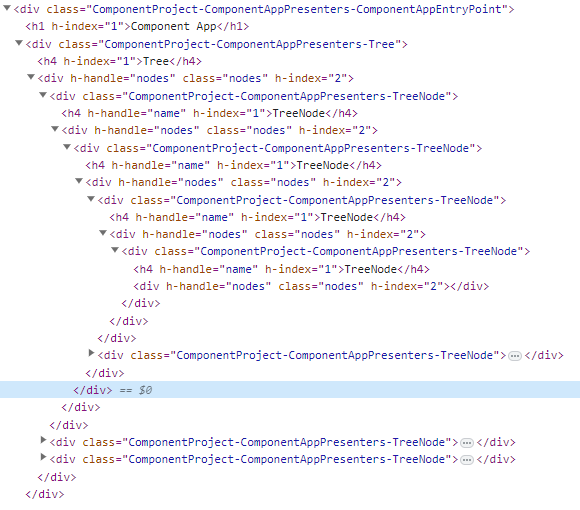 <div class="ComponentProject-ComponentAppPresenters-ComponentAppEntryPoint">
<h1 h-index="1">Component App</h1>
<div class="ComponentProject-ComponentAppPresenters-Tree">
<h4 h-index="1">Tree</h4>
<div h-handle="nodes" class="nodes" h-index="2">
<div class="ComponentProject-ComponentAppPresenters-TreeNode">
<h4 h-handle="name" h-index="1">TreeNode</h4>
<div h-handle="nodes" class="nodes" h-index="2">
<div class="ComponentProject-ComponentAppPresenters-TreeNode">
<h4 h-handle="name" h-index="1">TreeNode</h4>
<div h-handle="nodes" class="nodes" h-index="2">
<div class="ComponentProject-ComponentAppPresenters-TreeNode">
<h4 h-handle="name" h-index="1">TreeNode</h4>
<div h-handle="nodes" class="nodes" h-index="2">
<div class="ComponentProject-ComponentAppPresenters-TreeNode">
<h4 h-handle="name" h-index="1">TreeNode</h4>
<div h-handle="nodes" class="nodes" h-index="2"></div>
</div>
</div>
</div>
<div class="ComponentProject-ComponentAppPresenters-TreeNode">…</div>
</div>
</div> == $0
</div>
</div>
<div class="ComponentProject-ComponentAppPresenters-TreeNode">…</div>
<div class="ComponentProject-ComponentAppPresenters-TreeNode">…</div>
</div>
</div>